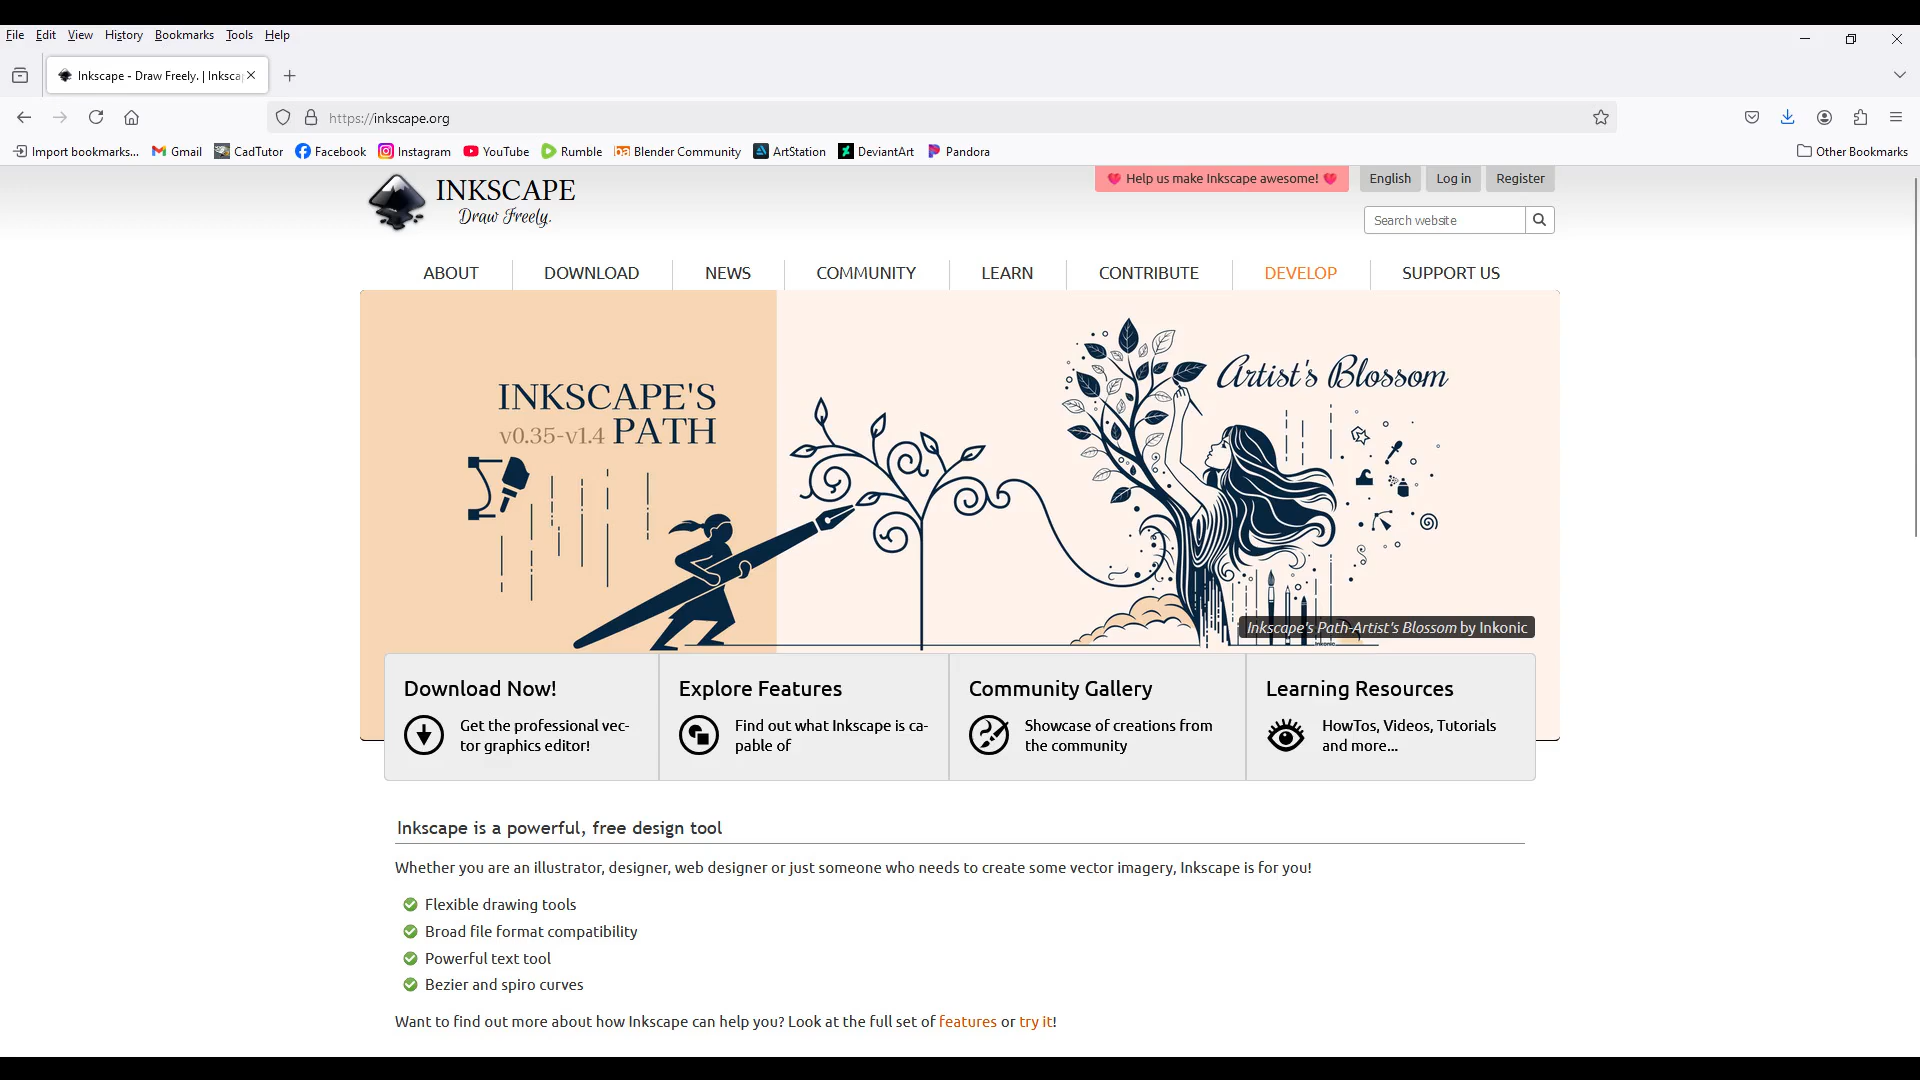 File Edit View History Bookmarks Tools Help
Inkscape - Draw Freely. | Inksca
https://inkscape.org
Import bookmarks... Gmail CadTutor Facebook Instagram YouTube Rumble Blender Community ArtStation DeviantArt Pandora Other Bookmarks
INKSCAPE
Draw Freely.
Help us make Inkscape awesome! English Log in Register
Search website
ABOUT DOWNLOAD NEWS COMMUNITY LEARN CONTRIBUTE DEVELOP SUPPORT US
INKSCAPE'S
v0.35-v1.4 PATH
Artist's Blossom
Inkscape's Path-Artist's Blossom by Inkonic
Download Now!
Get the professional vec-
tor graphics editor!
Explore Features
Find out what Inkscape is ca-
pable of
Community Gallery
Showcase of creations from
the community
Learning Resources
HowTos, Videos, Tutorials
and more...
Inkscape is a powerful, free design tool
Whether you are an illustrator, designer, web designer or just someone who needs to create some vector imagery, Inkscape is for you!
Flexible drawing tools
Broad file format compatibility
Powerful text tool
Bezier and spiro curves
Want to find out more about how Inkscape can help you? Look at the full set of features or try it!